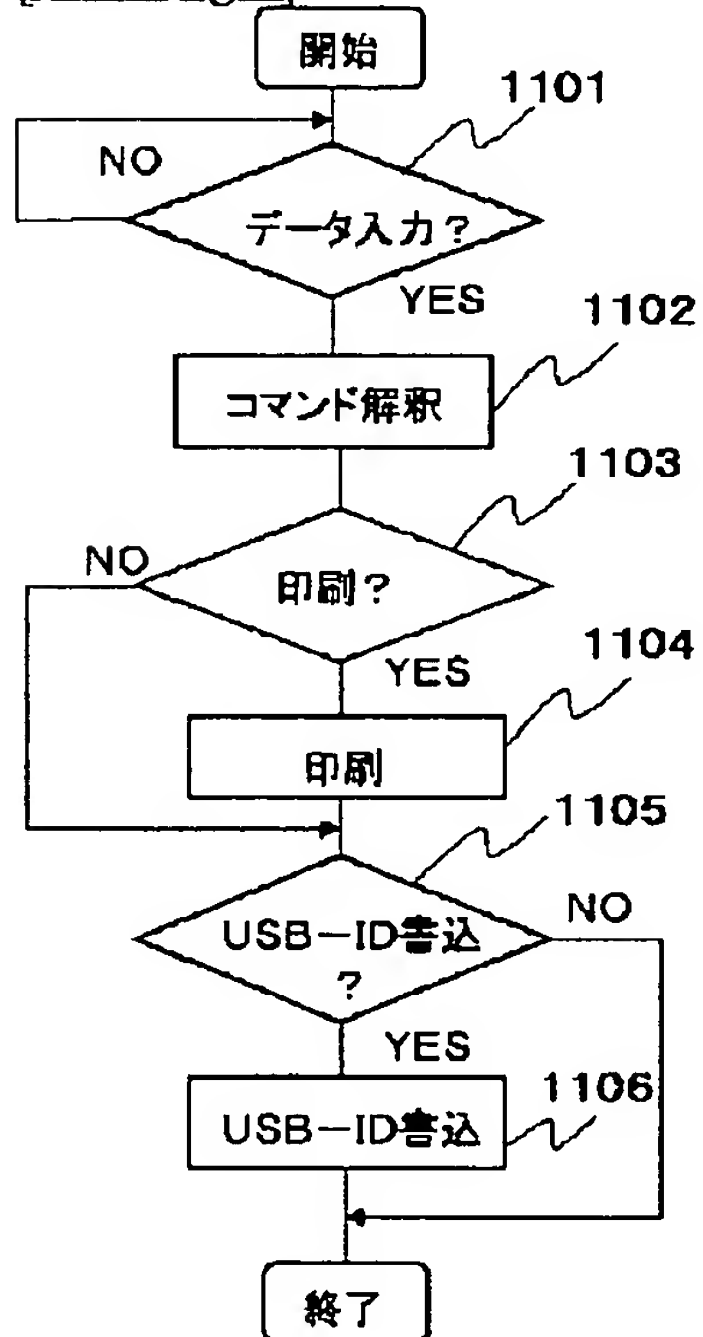 開始
1101
NO
データ入力?
YES
1102
コマンド解釈
1103
NO
印刷?
YES
1104
印刷
1105
USB-ID書込
?
NO
YES
1106
USB-ID書込
終了